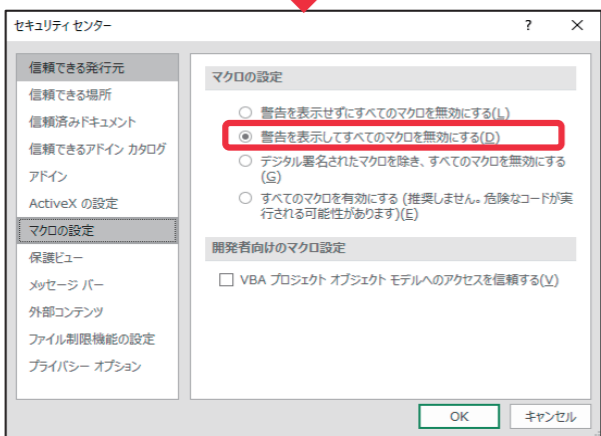 セキュリティ センター
? ×
信頼できる発行元
信頼できる場所
信頼済みドキュメント
信頼できるアドイン カタログ
アドイン
ActiveX の設定
マクロの設定
保護ビュー
メッセージ バー
外部コンテンツ
ファイル制限機能の設定
プライバシー オプション
マクロの設定
警告を表示せずにすべてのマクロを無効にする(L)
警告を表示してすべてのマクロを無効にする(D)
デジタル署名されたマクロを除き、すべてのマクロを無効にする
(G)
すべてのマクロを有効にする (推奨しません。危険なコードが実
行される可能性があります)(E)
開発者向けのマクロ設定
VBA プロジェクト オブジェクト モデルへのアクセスを信頼する(V)
OK
キャンセル